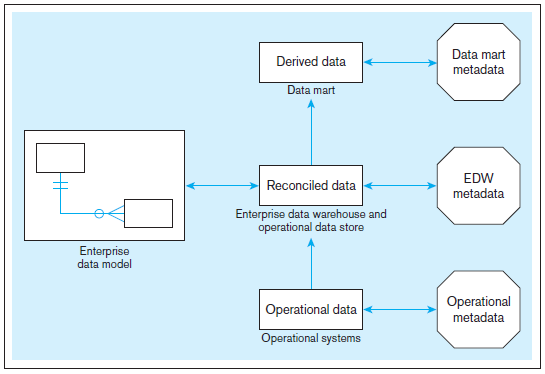 Derived data
Data mart
Data mart
metadata
Reconciled data
Enterprise data warehouse and
operational data store
EDW
metadata
Enterprise
data model
Operational data
Operational systems
Operational
metadata